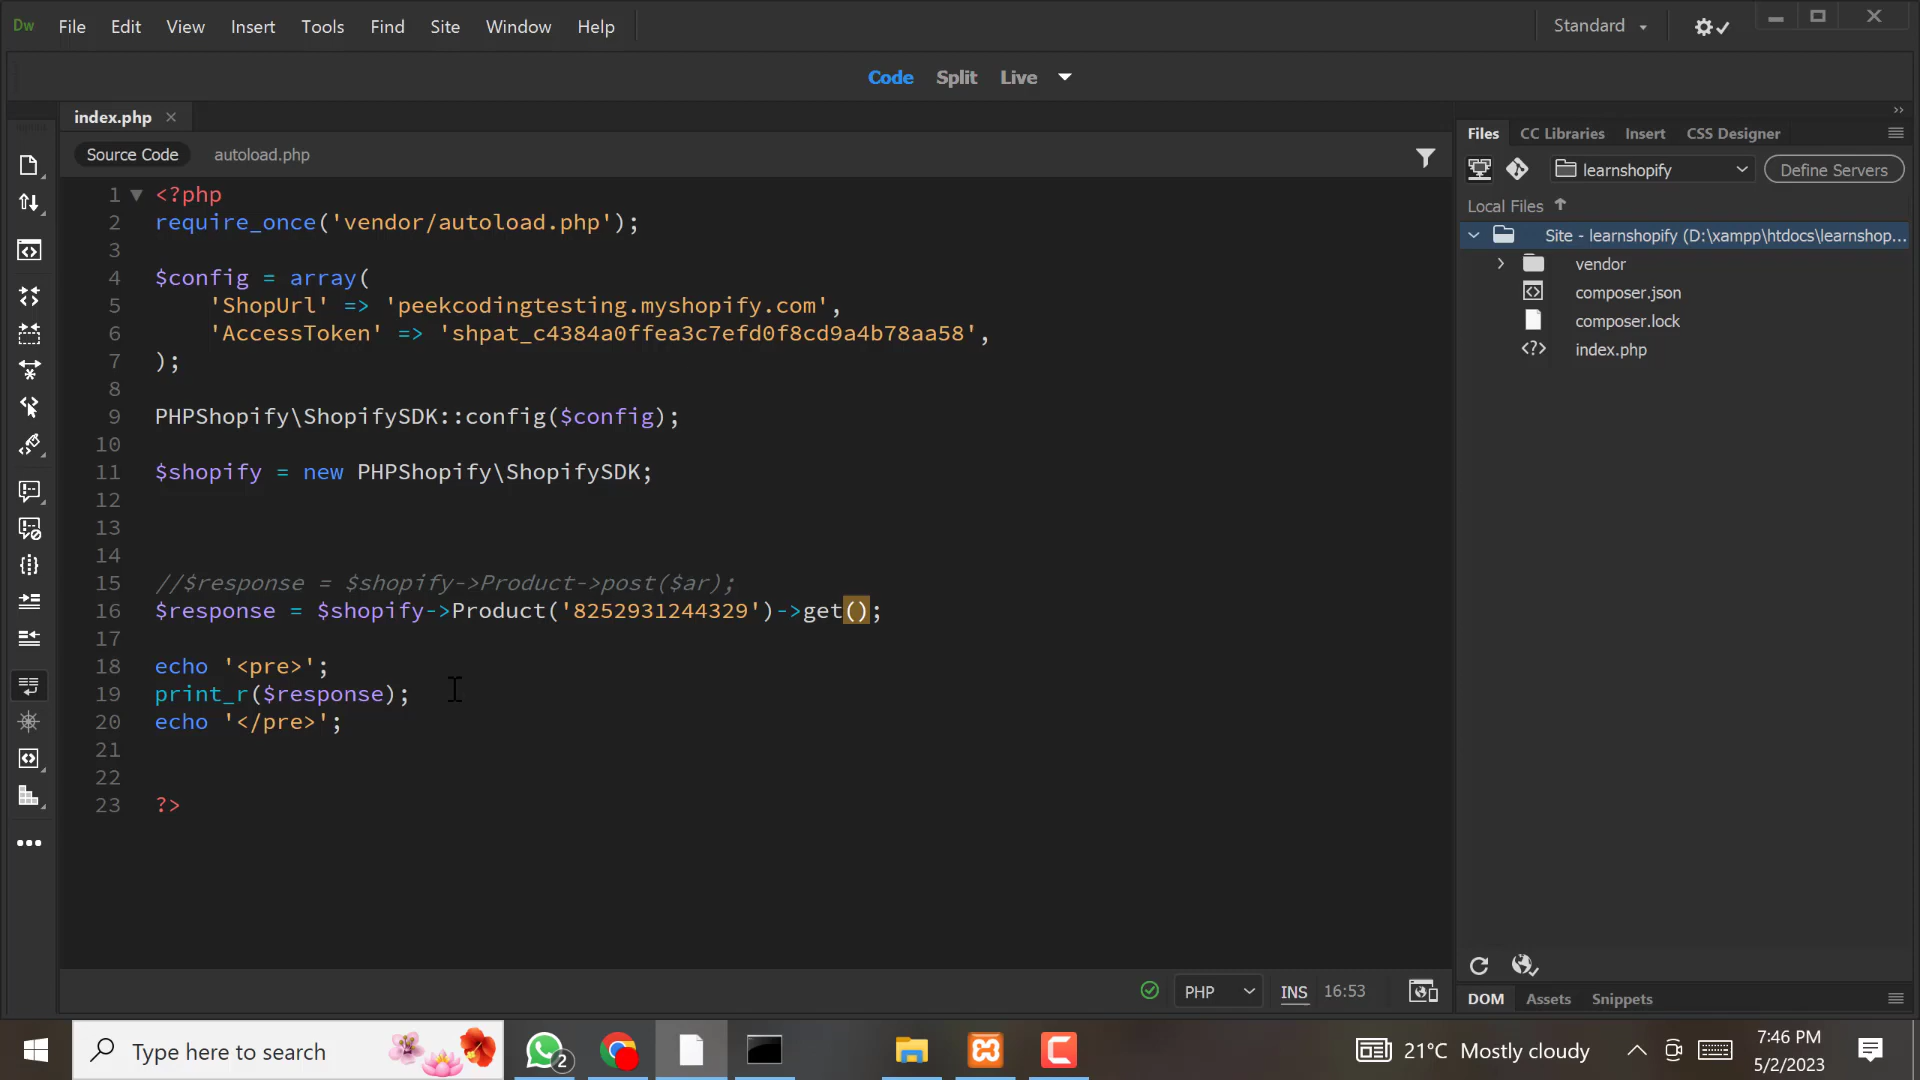 Dw File Edit View Insert Tools Find Site Window Help Standard
Code Split Live
index.php
Source Code autoload.php
1 <?php
2 require_once('vendor/autoload.php');
3
4 $config = array(
5 'ShopUrl' => 'peekcodingtesting.myshopify.com',
6 'AccessToken' => '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',
7 );
8
9 PHPShopify\ShopifySDK::config($config);
10
11 $shopify = new PHPShopify\ShopifySDK;
12
13
14
15 //$response = $shopify->Product->post($ar);
16 $response = $shopify->Product('8252931244329')->get();
17
18 echo '<pre>';
19 print_r($response);
20 echo '</pre>';
21
22
23 ?>
PHP INS 16:53
Files CC Libraries Insert CSS Designer
learnshopify Define Servers
Local Files
Site - learnshopify (D:\xampp\htdocs\learnshop...
vendor
composer.json
composer.lock
index.php
DOM Assets Snippets
Type here to search
2
21°C Mostly cloudy
7:46 PM
5/2/2023